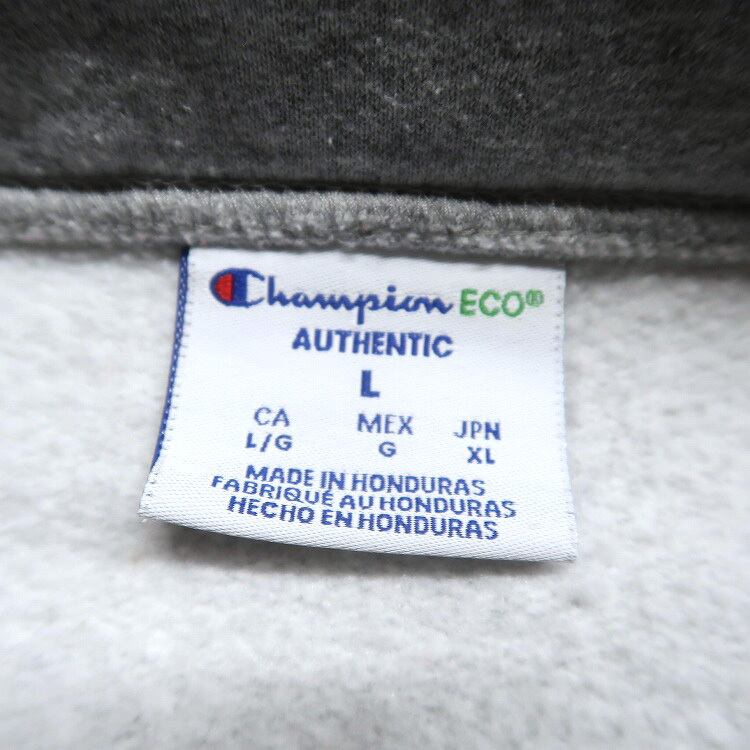 Champion ECO®
AUTHENTIC
L
CA MEX JPN
L/G G XL
MADE IN HONDURAS
FABRIQUÉ AU HONDURAS
HECHO EN HONDURAS